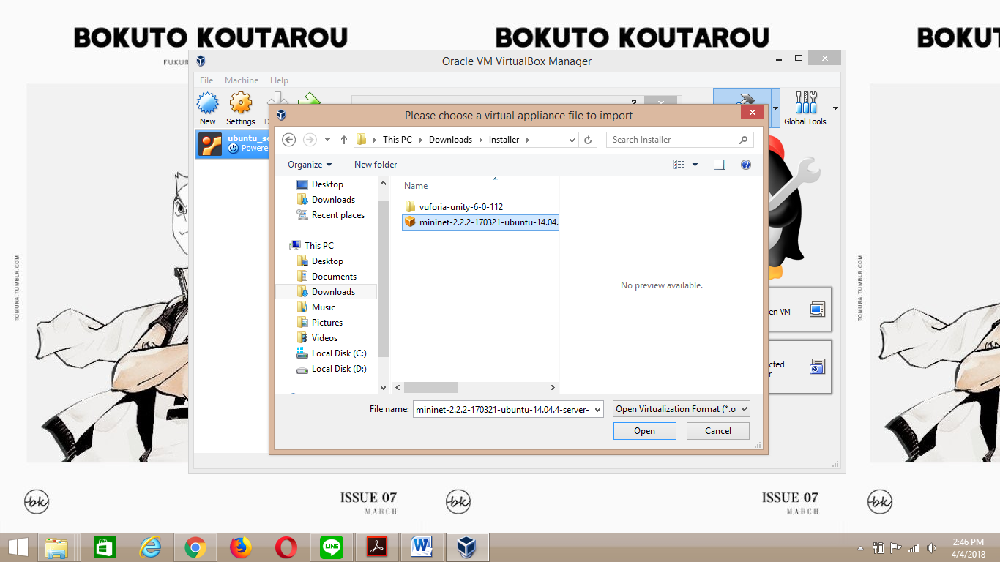 BOKUTO KOUTAROU
BOKUTO KOUTAROU
BOKUT
FUKUR
TOMURA.TUMBLR.COM
TOMURA.TUMBLR.COM
Oracle VM VirtualBox Manager
File Machine Help
New
Settings
D
?
Global Tools
ubuntu_se
Powere
en VM
cted
r
Please choose a virtual appliance file to import
This PC
Downloads
Installer
Search Installer
Organize
New folder
Desktop
Downloads
Recent places
This PC
Desktop
Documents
Downloads
Music
Pictures
Videos
Local Disk (C:)
Local Disk (D:)
Name
vuforia-unity-6-0-112
mininet-2.2.2-170321-ubuntu-14.04.
No preview available.
File name:
mininet-2.2.2-170321-ubuntu-14.04.4-server-
Open Virtualization Format (*.o
Open
Cancel
bk
ISSUE 07
MARCH
bk
ISSUE 07
MARCH
bk
LINE
2:46 PM
4/4/2018